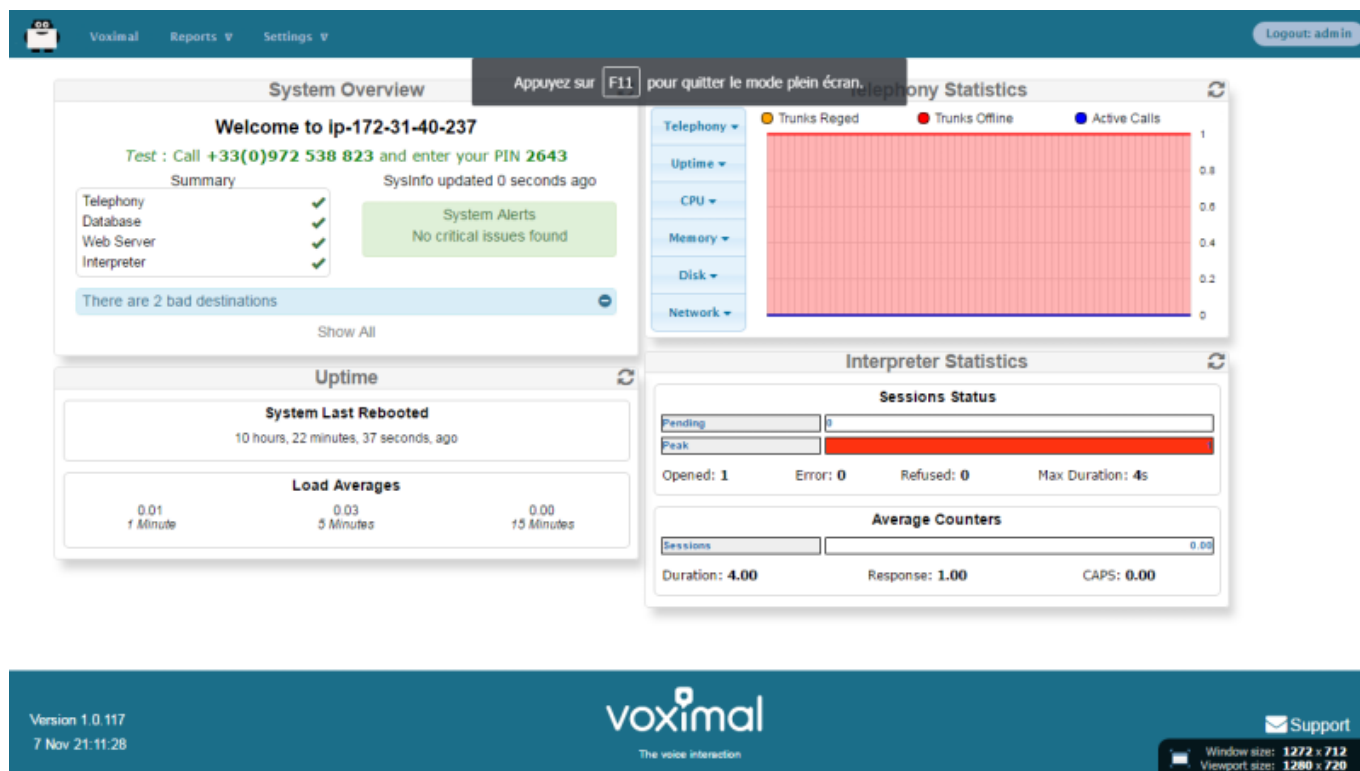 Voximal Reports ∇ Settings ∇ Logout: admin
Appuyez sur F11 pour quitter le mode plein écran.
System Overview
Welcome to ip-172-31-40-237
Test : Call +33(0)972 538 823 and enter your PIN 2643
Summary
Telephony
Database
Web Server
Interpreter
SysInfo updated 0 seconds ago
System Alerts
No critical issues found
There are 2 bad destinations
Show All
Uptime
System Last Rebooted
10 hours, 22 minutes, 37 seconds, ago
Load Averages
0.01 0.03 0.00
1 Minute 5 Minutes 15 Minutes
Telephony Statistics
Telephony
Uptime
CPU
Memory
Disk
Network
Trunks Reged Trunks Offline Active Calls
1
0.8
0.6
0.4
0.2
0
Interpreter Statistics
Sessions Status
Pending 0
Peak 1
Opened: 1 Error: 0 Refused: 0 Max Duration: 4s
Average Counters
Sessions 0.00
Duration: 4.00 Response: 1.00 CAPS: 0.00
Version 1.0.117
7 Nov 21:11:28
voximal
The voice interaction
Support
Window size: 1272 x 712
Viewport size: 1280 x 720